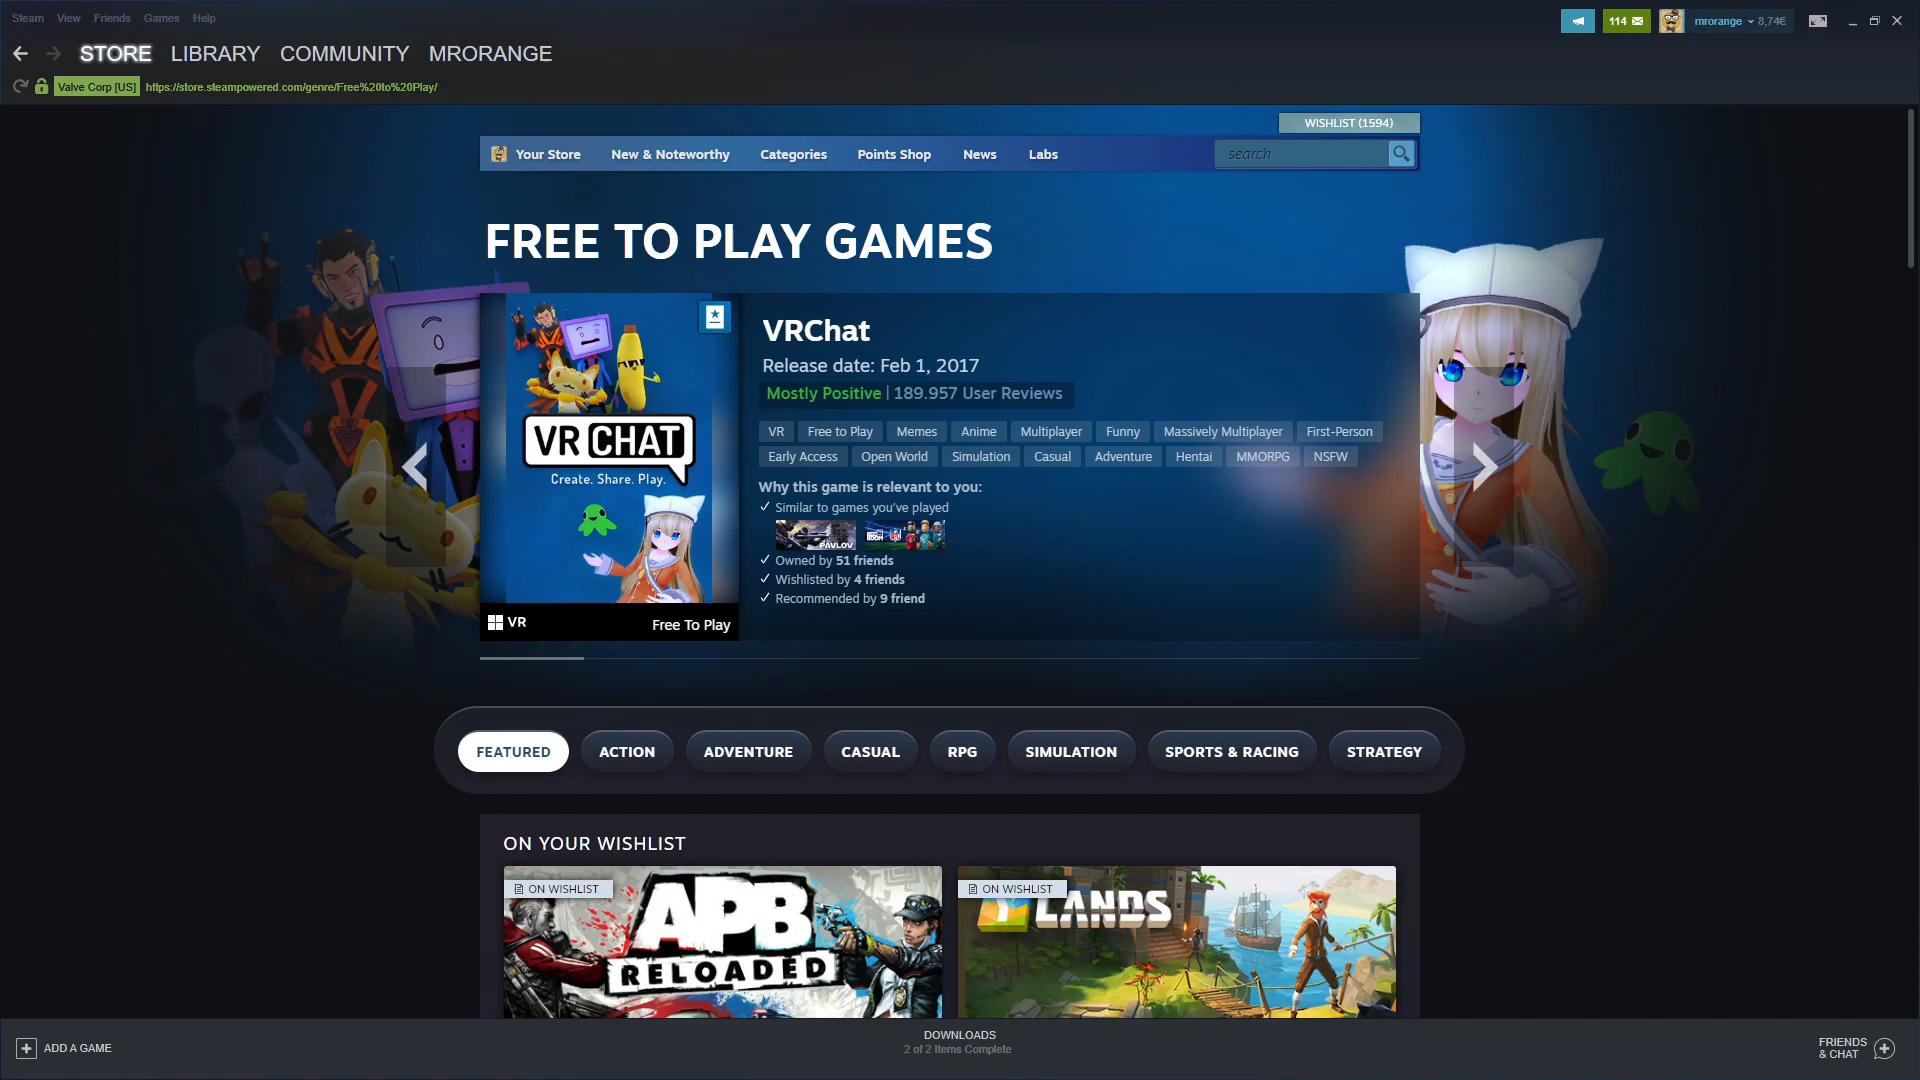 Steam View Friends Games Help
114 mrorange 8,74€
STORE LIBRARY COMMUNITY MRORANGE
Valve Corp [US] https://store.steampowered.com/genre/Free%20to%20Play/
WISHLIST (1594)
Your Store New & Noteworthy Categories Points Shop News Labs search
FREE TO PLAY GAMES
VR CHAT
Create. Share. Play.
VR Free To Play
VRChat
Release date: Feb 1, 2017
Mostly Positive | 189.957 User Reviews
VR Free to Play Memes Anime Multiplayer Funny Massively Multiplayer First-Person
Early Access Open World Simulation Casual Adventure Hentai MMORPG NSFW
Why this game is relevant to you:
Similar to games you've played
PAVLOV
Owned by 51 friends
Wishlisted by 4 friends
Recommended by 9 friend
FEATURED ACTION ADVENTURE CASUAL RPG SIMULATION SPORTS & RACING STRATEGY
ON YOUR WISHLIST
ON WISHLIST
APB
RELOADED
ON WISHLIST
LANDS
ADD A GAME
DOWNLOADS
2 of 2 Items Complete
FRIENDS
& CHAT